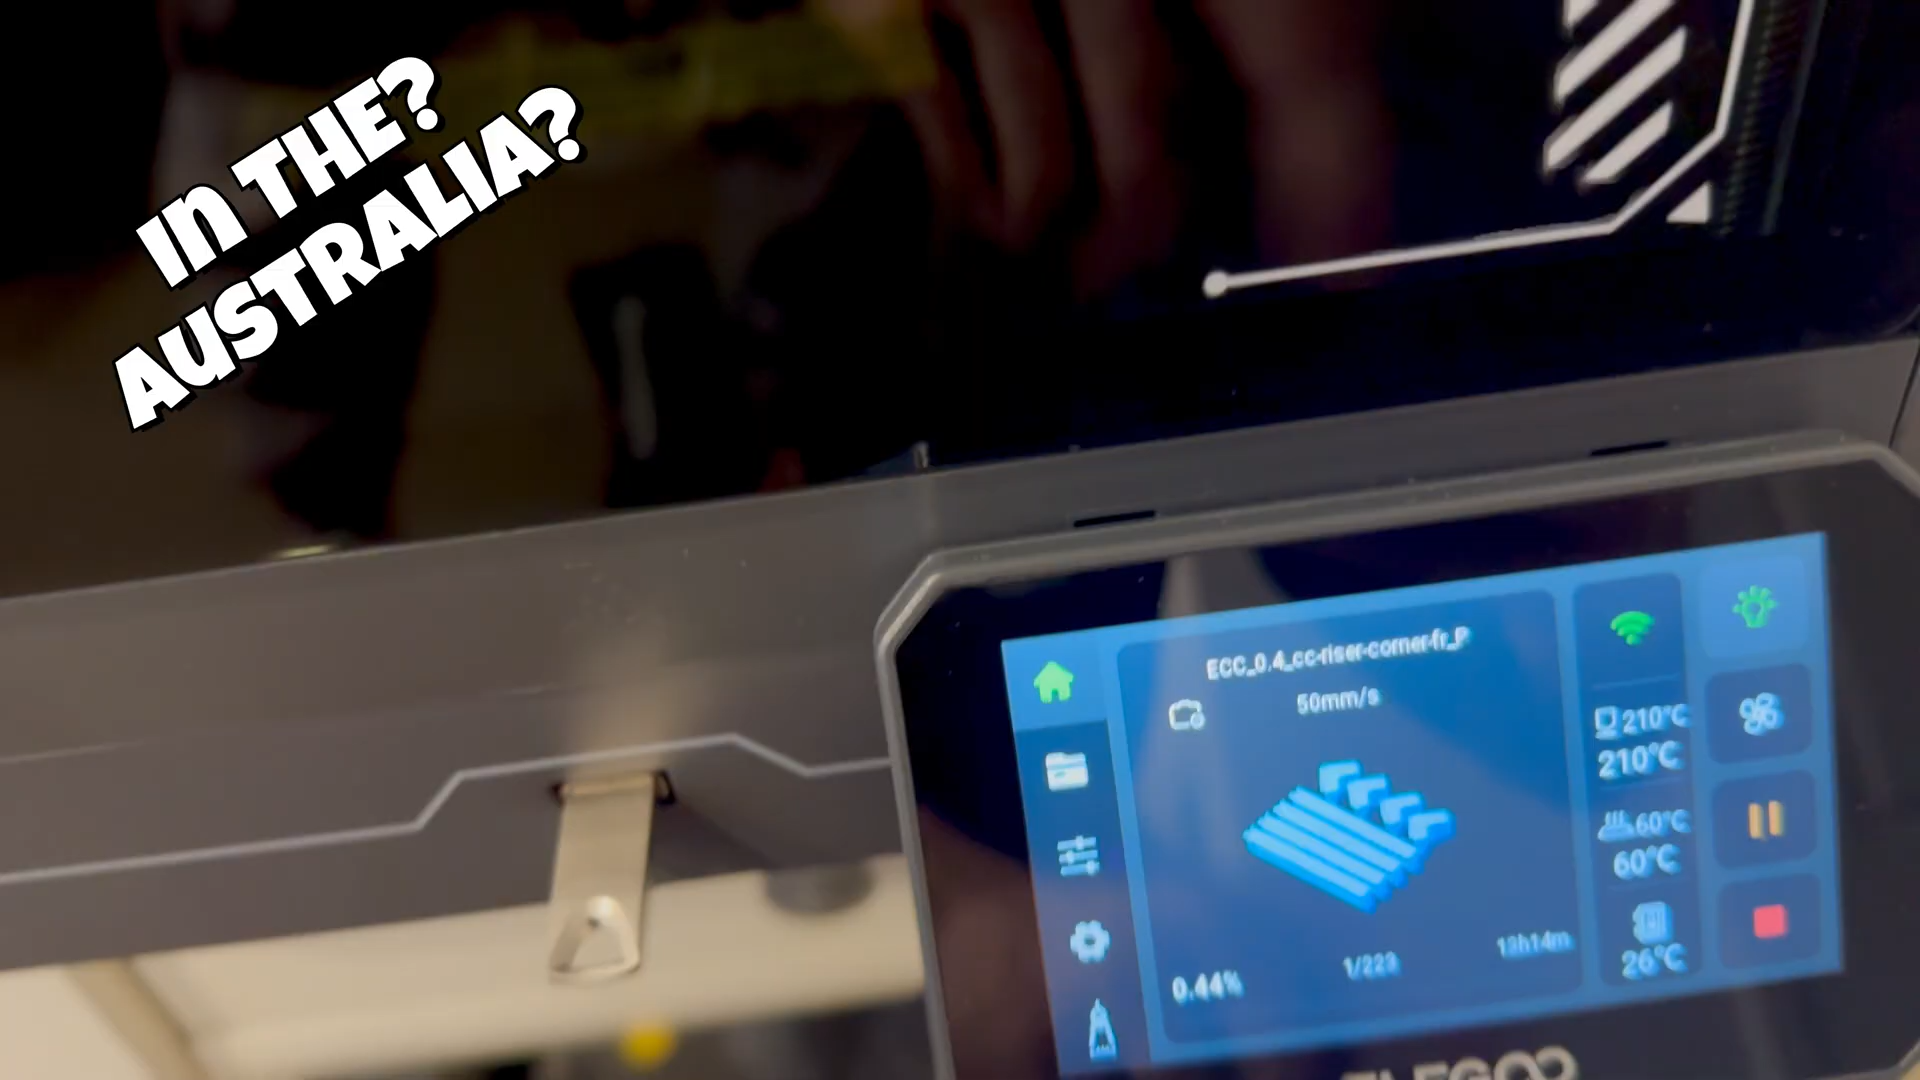 IN THE?
AUSTRALIA?
ECC_0.4_cc-riser-corner-fr_P
50mm/s
210°C
210°C
60°C
60°C
26°C
0.44%
1/223
13h14m
ELEGOO